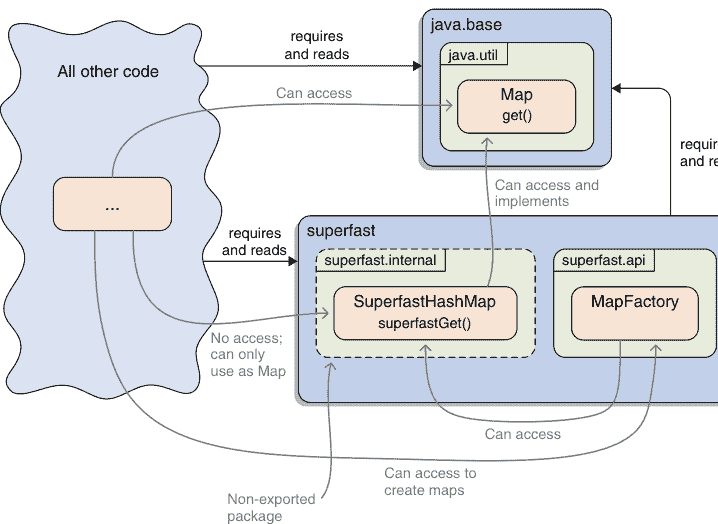 java.base
requires
and reads
java.util
All other code
Map
get()
Can access
Can access and
implements
...
requires
and reads
superfast
superfast.internal
superfast.api
SuperfastHashMap
superfastGet()
MapFactory
No access;
can only
use as Map
Can access
Can access to
create maps
Non-exported
package
and